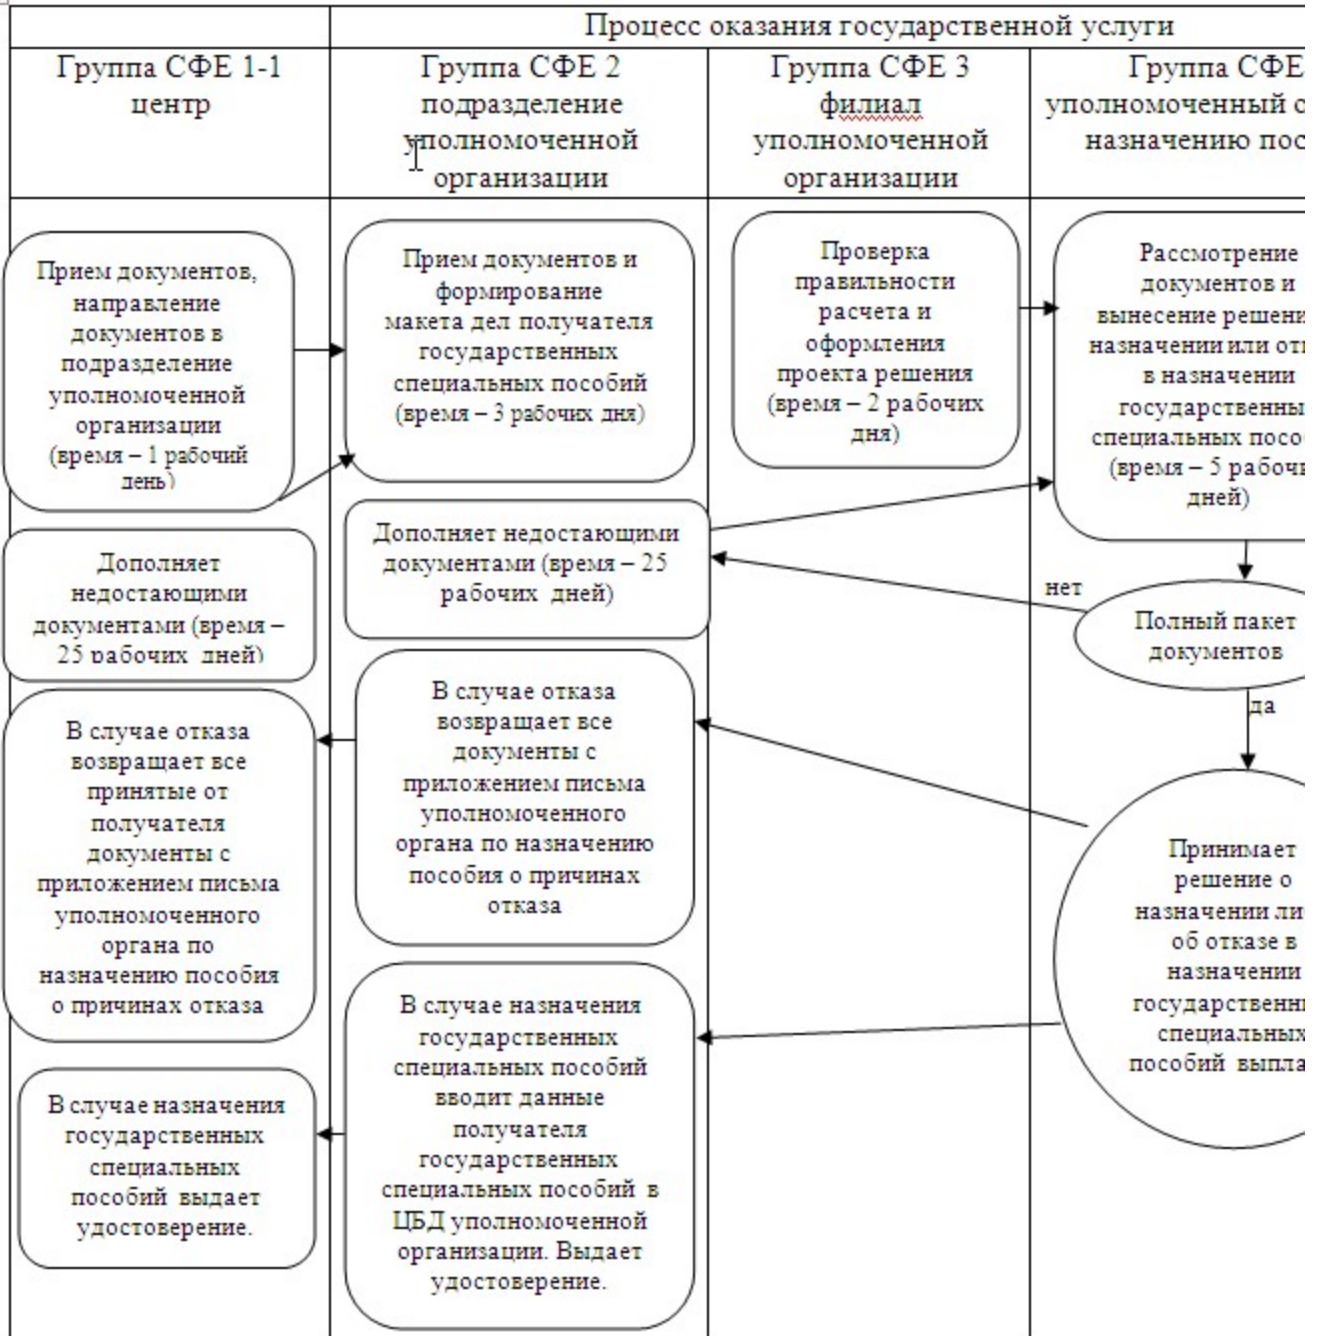 Процесс оказания государственной услуги
Группа СФЕ 1-1
центр
Группа СФЕ 2
подразделение
уполномоченной
организации
Группа СФЕ 3
филиал
уполномоченной
организации
Группа СФЕ
уполномоченный
назначению
Прием документов,
направление
документов в
подразделение
уполномоченной
организации
(время – 1 рабочий
день)
Прием документов и
формирование
макета дел получателя
государственных
специальных пособий
(время – 3 рабочих дня)
Проверка
правильности
расчета и
оформления
проекта решения
(время – 2 рабочих
дня)
Рассмотрение
документов и
вынесение
назначении или
в назначении
специальных
(время – 5
дней)
Дополняет
недостающими
документами (время –
25 рабочих дней)
Дополняет недостающими
документами (время – 25
рабочих дней)
нет
Полный пакет
документов
да
В случае отказа
возвращает все
принятые от
получателя
документы с
приложением письма
уполномоченного
органа по
назначению пособия
о причинах отказа
В случае отказа
возвращает все
документы с
приложением письма
уполномоченного
органа по назначению
пособия о причинах
отказа
Принимает
решение о
назначении
об отказе в
назначении
специальных
пособий
В случае назначения
государственных
специальных
пособий выдает
удостоверение.
В случае назначения
государственных
специальных пособий
вводит данные
получателя
государственных
специальных пособий в
ЦБД уполномоченной
организации. Выдает
удостоверение.